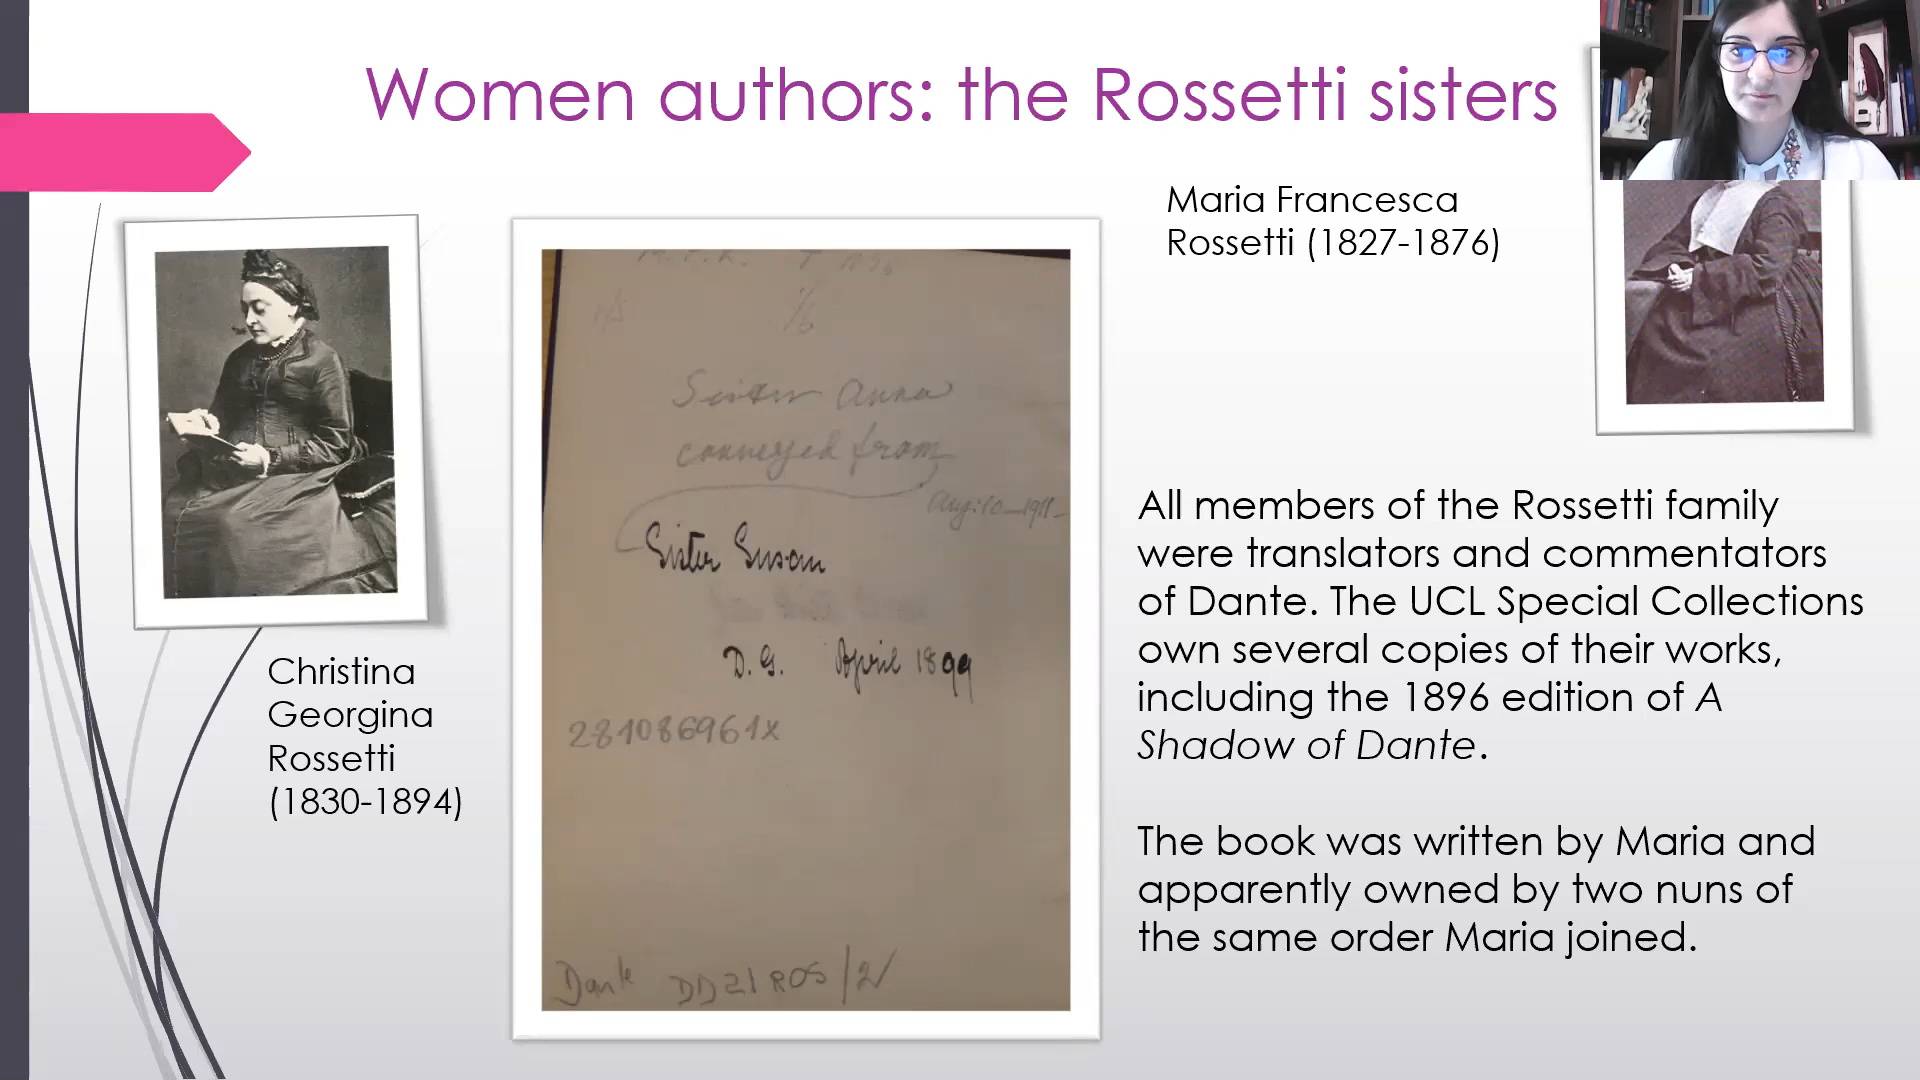 Women authors: the Rossetti sisters
Maria Francesca
Rossetti (1827-1876)
Christina
Georgina
Rossetti
(1830-1894)
Sister Anna
conveyed from
Aug: 10 1911
Sister Susan
D. G. April 1899
281086961x
Dante DD21 ROS/2
All members of the Rossetti family
were translators and commentators
of Dante. The UCL Special Collections
own several copies of their works,
including the 1896 edition of A
Shadow of Dante.
The book was written by Maria and
apparently owned by two nuns of
the same order Maria joined.